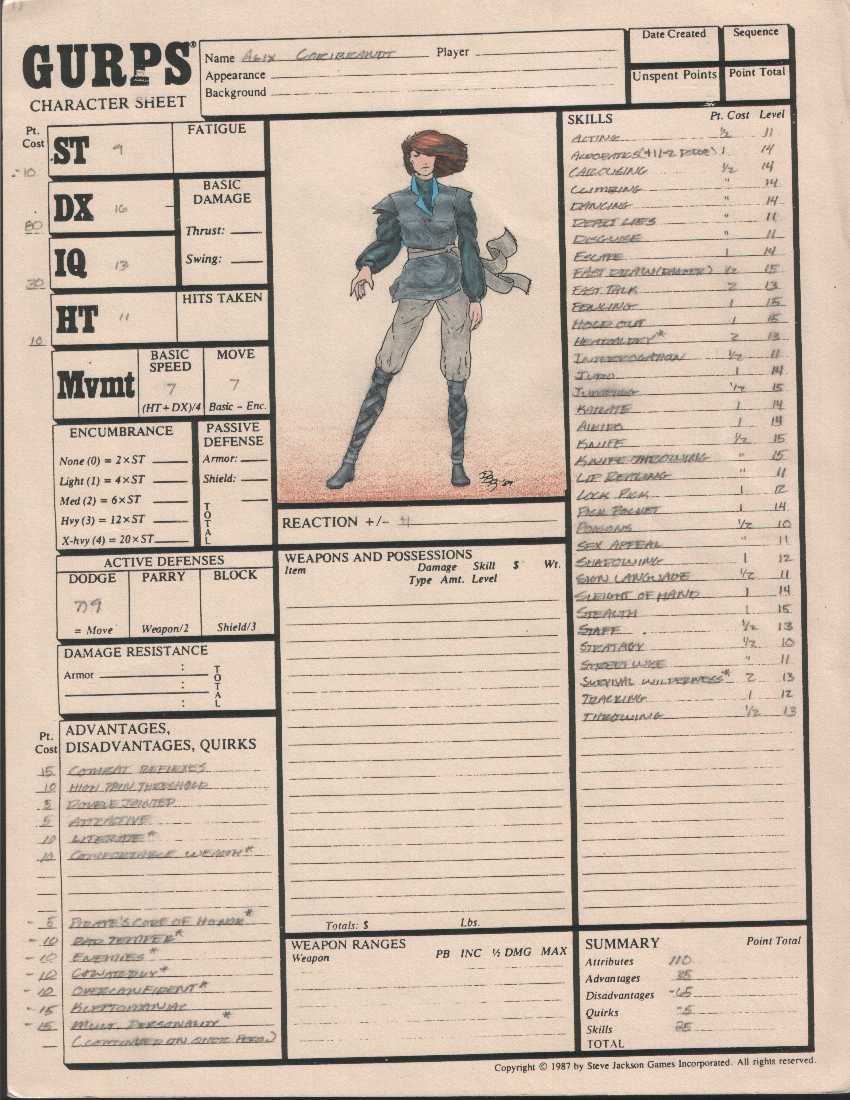 GURPS®
CHARACTER SHEET
Name Alix Coribrandt Player
Appearance
Background
Date Created
Sequence
Unspent Points
Point Total
Pt. Cost
-10 ST 9
80 DX 16
30 IQ 13
10 HT 11
FATIGUE
BASIC DAMAGE
Thrust:
Swing:
HITS TAKEN
Mvmt
BASIC SPEED
7
(HT + DX)/4
MOVE
7
Basic – Enc.
ENCUMBRANCE
None (0) = 2×ST
Light (1) = 4×ST
Med (2) = 6×ST
Hvy (3) = 12×ST
X-hvy (4) = 20×ST
PASSIVE DEFENSE
Armor:
Shield:
TOTAL
ACTIVE DEFENSES
DODGE PARRY BLOCK
9
= Move Weapon/2 Shield/3
DAMAGE RESISTANCE
Armor :
:
:
TOTAL
Pt. Cost
ADVANTAGES, DISADVANTAGES, QUIRKS
15 COMBAT REFLEXES
10 HIGH PAIN THRESHOLD
5 DOUBLE JOINTED
5 ATTRACTIVE
10 LITERATE*
10 COMFORTABLE WEALTH*
-5 PIRATE'S CODE OF HONOR*
-10 BAD TEMPER*
-10 ENEMIES*
-10 COWARDLY*
-10 OVERCONFIDENT*
-15 KLEPTOMANIAC
-15 MULT. PERSONALITY*
(CONTINUED ON
REACTION +/-
WEAPONS AND POSSESSIONS
Item Damage Skill $ Wt.
Type Amt. Level
Totals: $ Lbs.
WEAPON RANGES
Weapon PB INC ½ DMG MAX
SKILLS Pt. Cost Level
ACTING ½ 11
ACROBATICS (+11-2 DODGE) 1 14
CAROUSING ½ 14
CLIMBING " 14
DANCING " 14
DETECT LIES " 11
DISGUISE " 11
ESCAPE 1 14
FAST DRAW (DAGGER) ½ 15
FAST TALK 2 13
FENCING 1 15
HOLD OUT 1 15
HERALDRY* 2 13
INTERROGATION ½ 11
JUDO 1 14
JUMPING ½ 15
KARATE 1 14
AIKIDO 1 14
KNIFE ½ 15
KNIFE THROWING " 15
LIP READING " 11
LOCK PICK 1 12
PICK POCKET 1 14
POISONS ½ 10
SEX APPEAL " 11
SHADOWING 1 12
SIGN LANGUAGE ½ 11
SLEIGHT OF HAND 1 14
STEALTH 1 15
STAFF ½ 13
STRATAGY ½ 10
STREETWISE " 11
SURVIVAL WILDERNESS* 2 13
TRACKING 1 12
THROWING ½ 13
SUMMARY Point Total
Attributes 110
Advantages
Disadvantages -65
Quirks -5
Skills
TOTAL
Copyright © 1987 by Steve Jackson Games Incorporated. All rights reserved.